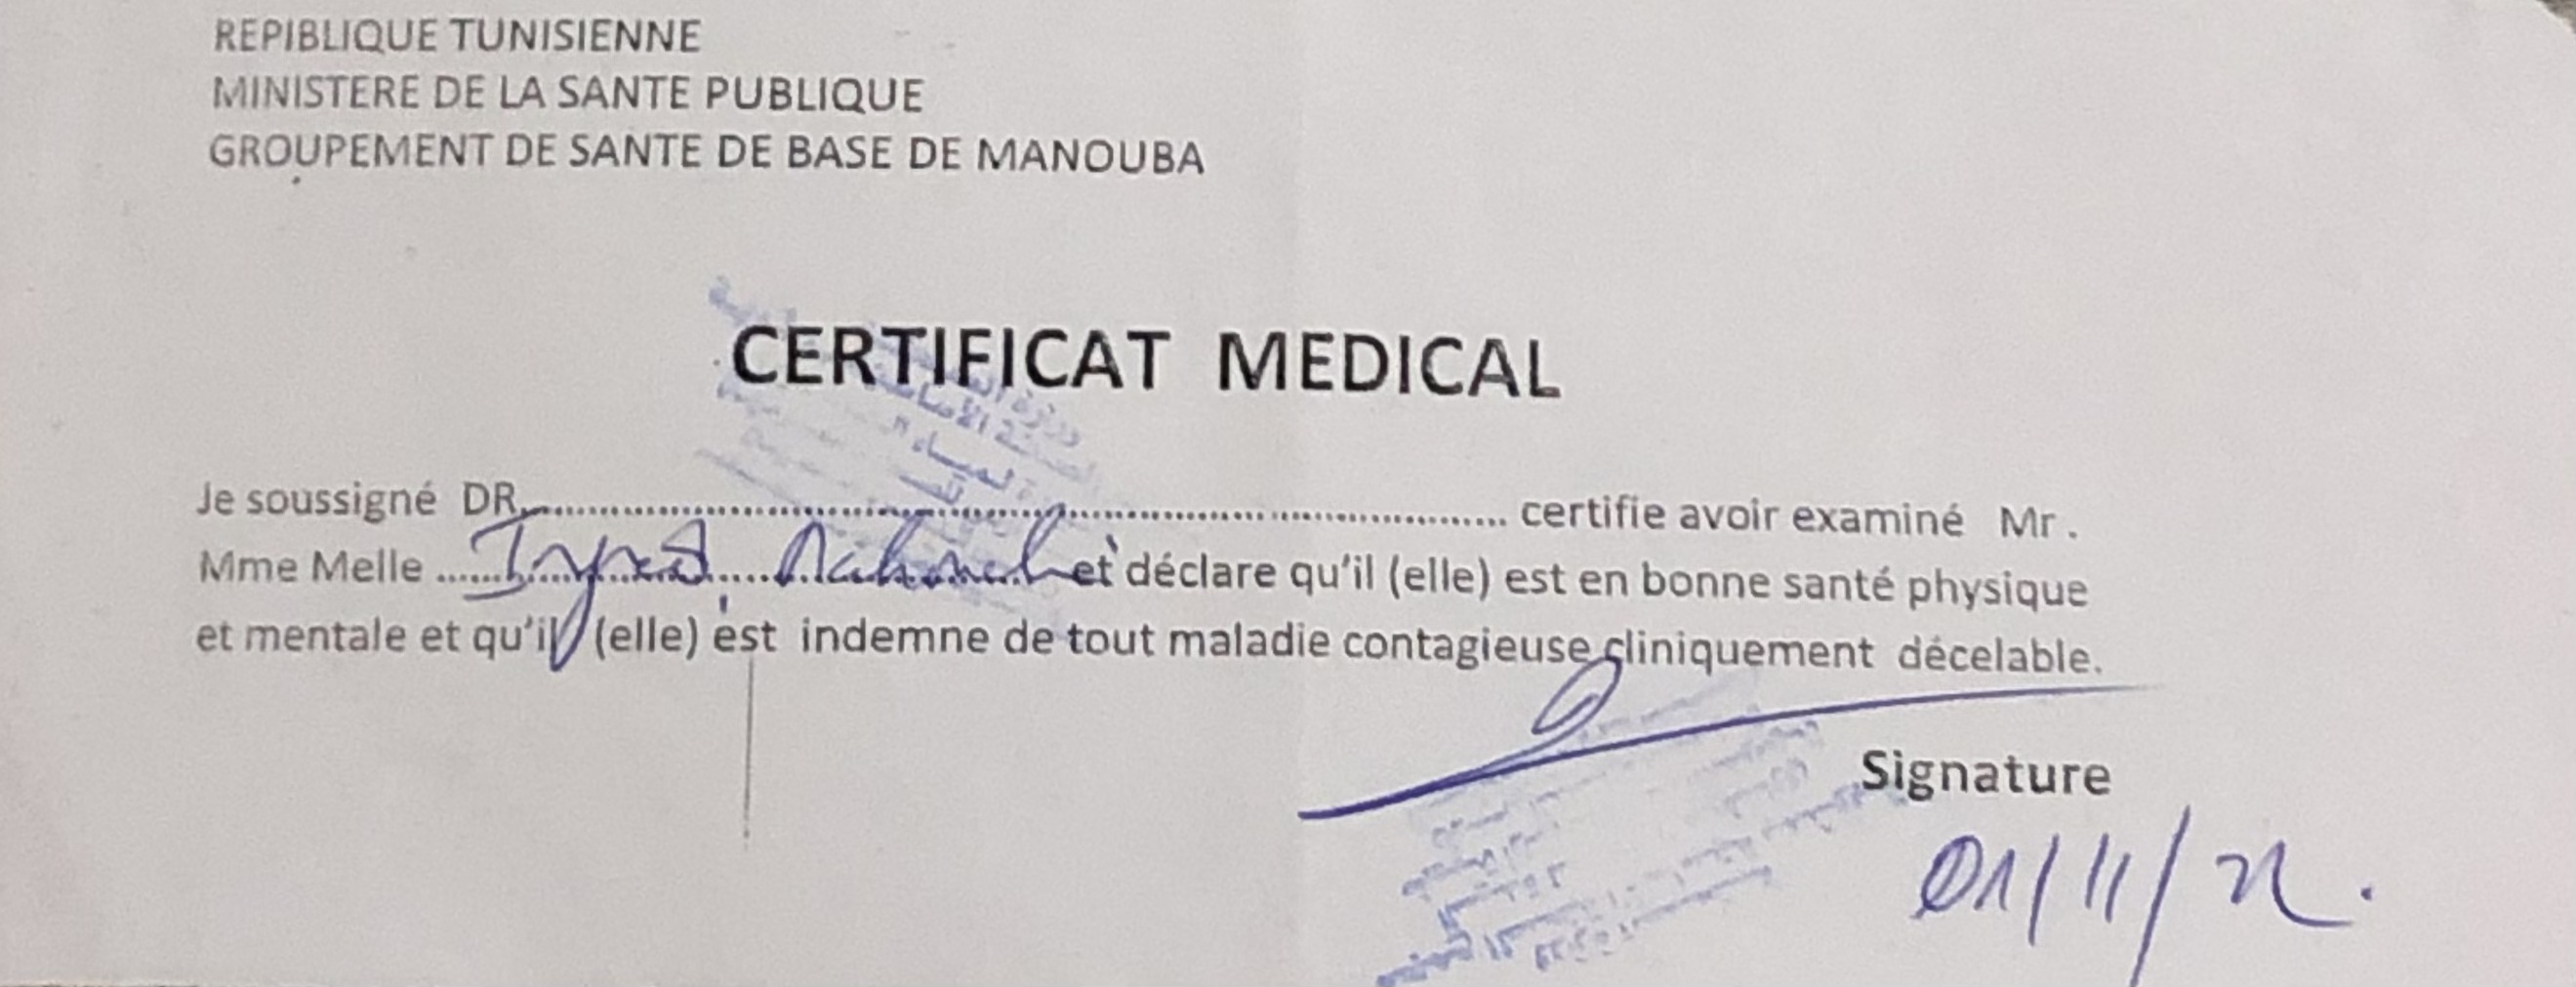 REPIBLIQUE TUNISIENNE
MINISTERE DE LA SANTE PUBLIQUE
GROUPEMENT DE SANTE DE BASE DE MANOUBA
CERTIFICAT MEDICAL
Je soussigné DR............................................................ certifie avoir examiné Mr .
Mme Melle ...... et déclare qu'il (elle) est en bonne santé physique
et mentale et qu'il (elle) est indemne de tout maladie contagieuse cliniquement décelable.
Signature
01/11/22.